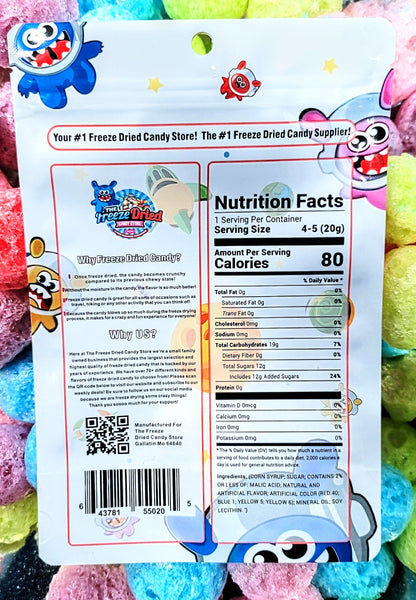 Your #1 Freeze Dried Candy Store! The #1 Freeze Dried Candy Supplier!
THE
Freeze Dried
CANDY STORE
Why Freeze Dried Candy?
Once freeze dried, the candy becomes crunchy
compared to its previous chewy state!
Without the moisture in the candy, the flavor is so much better!
Freeze dried candy is great for all sorts of occasions such as
travel, hiking or any other activity that you can think of!
Because the candy blows up so much during the freeze drying
process, it makes for a crazy and fun experience for everyone!
Why US?
Here at The Freeze Dried Candy Store we're a small family
owned business that provides the largest selection and
highest quality of freeze dried candy that is backed by our
years of experience. We have over 70+ different kinds and
flavors of freeze dried candy to choose from! Please scan
the QR code below to visit our website and subscribe to our
weekly deals! Be sure to follow us on our social media
because we are freeze drying some crazy things!
Thank you soooo much for your support!
Manufactured For
The Freeze
Dried Candy Store
Gallatin Mo 64640
6 43781 55020 5
Nutrition Facts
1 Serving Per Container
Serving Size 4-5 (20g)
Amount Per Serving
Calories 80
% Daily Value *
Total Fat 0g 0%
Saturated Fat 0g 0%
Trans Fat 0g 0%
Cholesterol 0mg 0%
Sodium 0mg 0%
Total Carbohydrates 19g 7%
Dietary Fiber 0g 0%
Total Sugars 12g
Includes 12g Added Sugars 24%
Protein 0g
Vitamin D 0mcg 0%
Calcium 0mg 0%
Iron 0mg 0%
Potassium 0mg 0%
* The % Daily Value (DV) tells you how much a nutrient in a
serving of food contributes to a daily diet, 2,000 calories a
day is used for general nutrition advice.
Ingredients: (CORN SYRUP; SUGAR; CONTAINS 2%
OR LESS OF; MALIC ACID; NATURAL AND
ARTIFICIAL FLAVOR; ARTIFICIAL COLOR (RED 40;
BLUE 1; YELLOW 5; YELLOW 6); MINERAL OIL; SOY
LECITHIN. ')